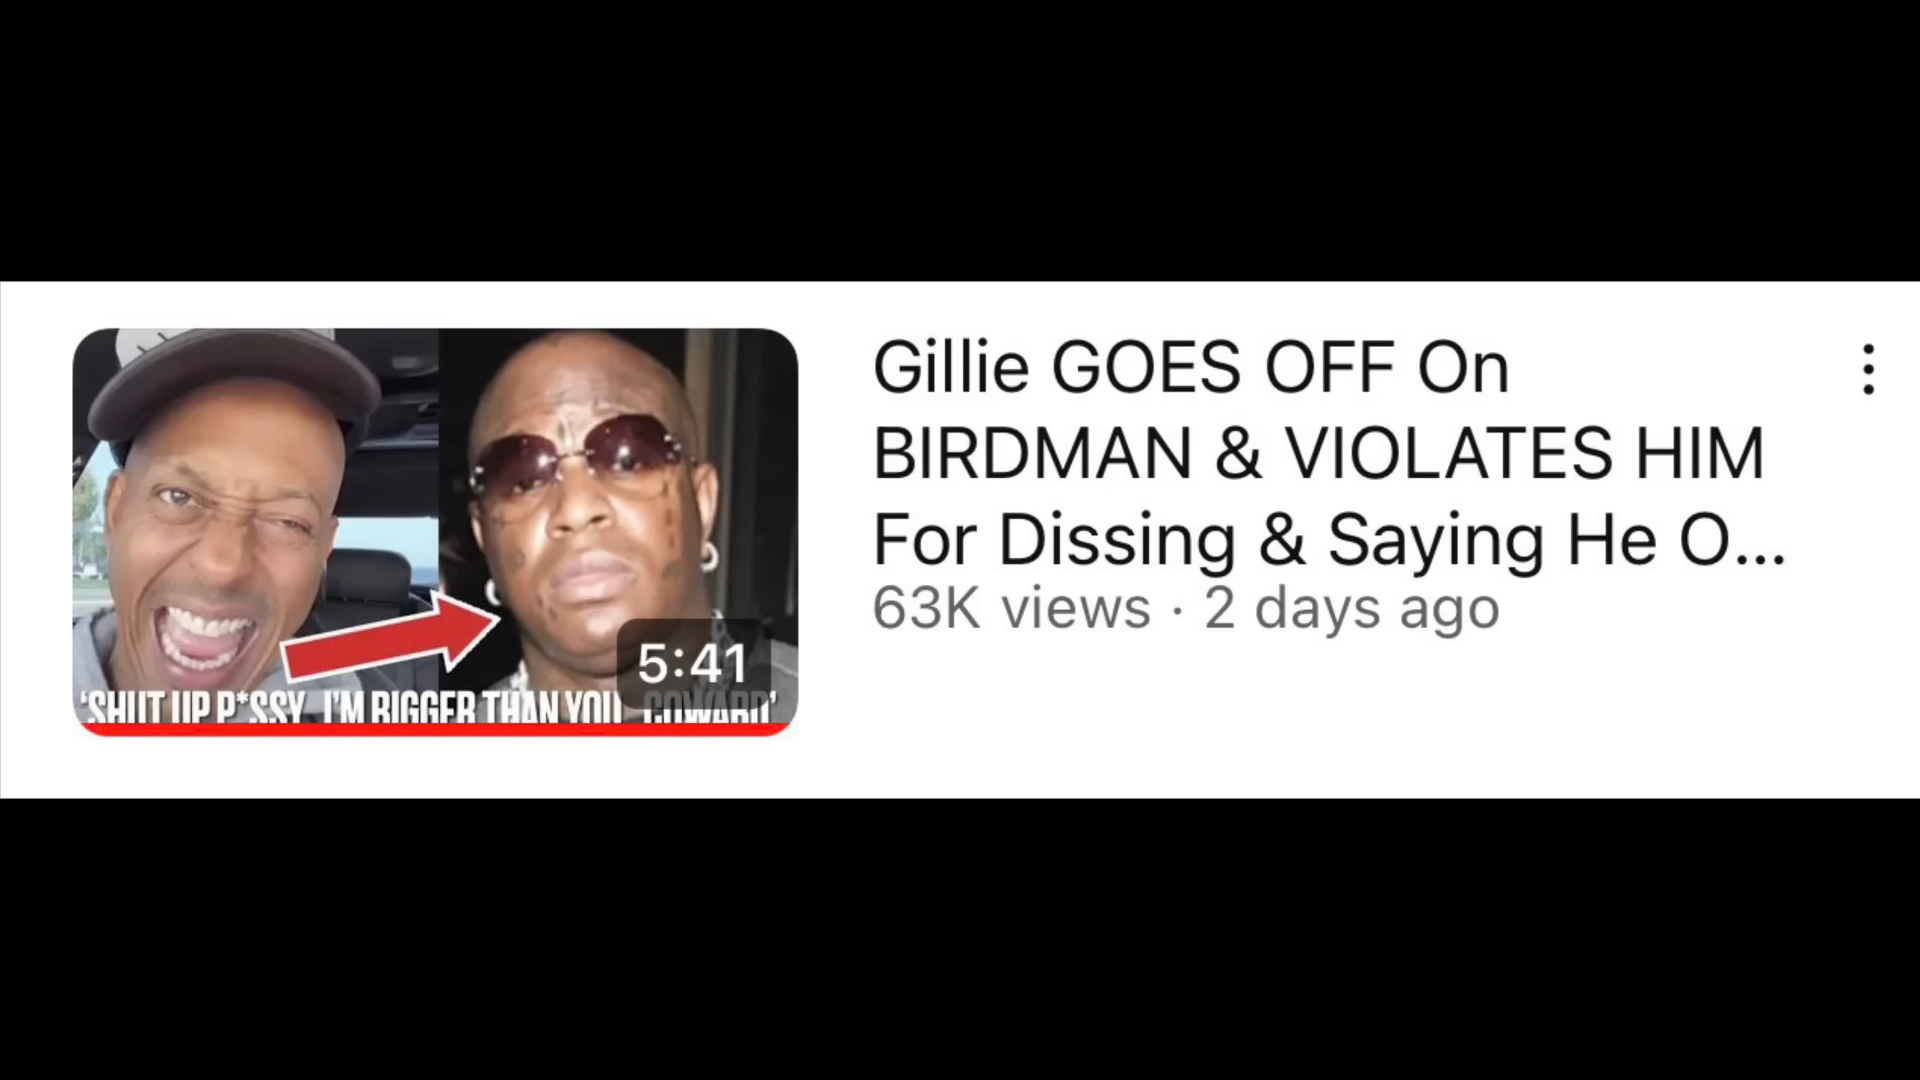 Gillie GOES OFF On
BIRDMAN & VIOLATES HIM
For Dissing & Saying He O...
63K views · 2 days ago
5:41
‘SHUT UP P*SSY, I'M BIGGER THAN YOU, COWARD’